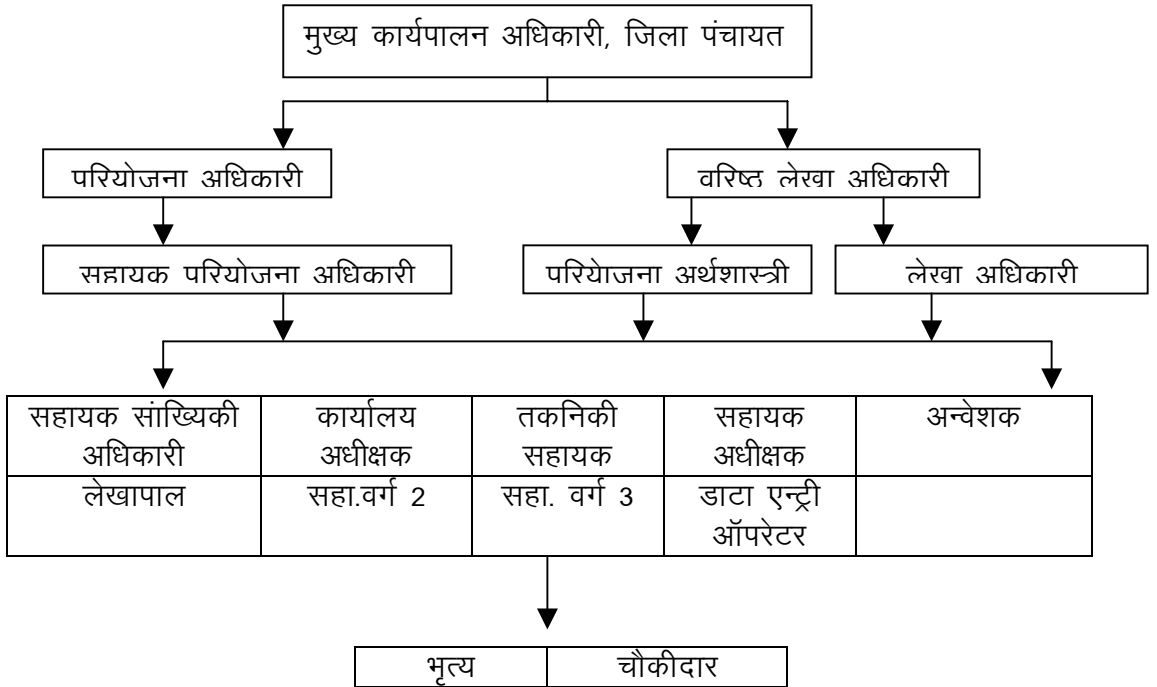 मुख्य कार्यपालन अधिकारी, जिला पंचायत
परियोजना अधिकारी
वरिष्ठ लेखा अधिकारी
सहायक परियोजना अधिकारी
परियेाजना अर्थशास्त्री
लेखा अधिकारी
सहायक सांख्यिकी
अधिकारी
कार्यालय
अधीक्षक
तकनिकी
सहायक
सहायक
अधीक्षक
अन्वेशक
लेखापाल
सहा.वर्ग 2
सहा. वर्ग 3
डाटा एन्ट्री
ऑपरेटर
भृत्य
चौकीदार